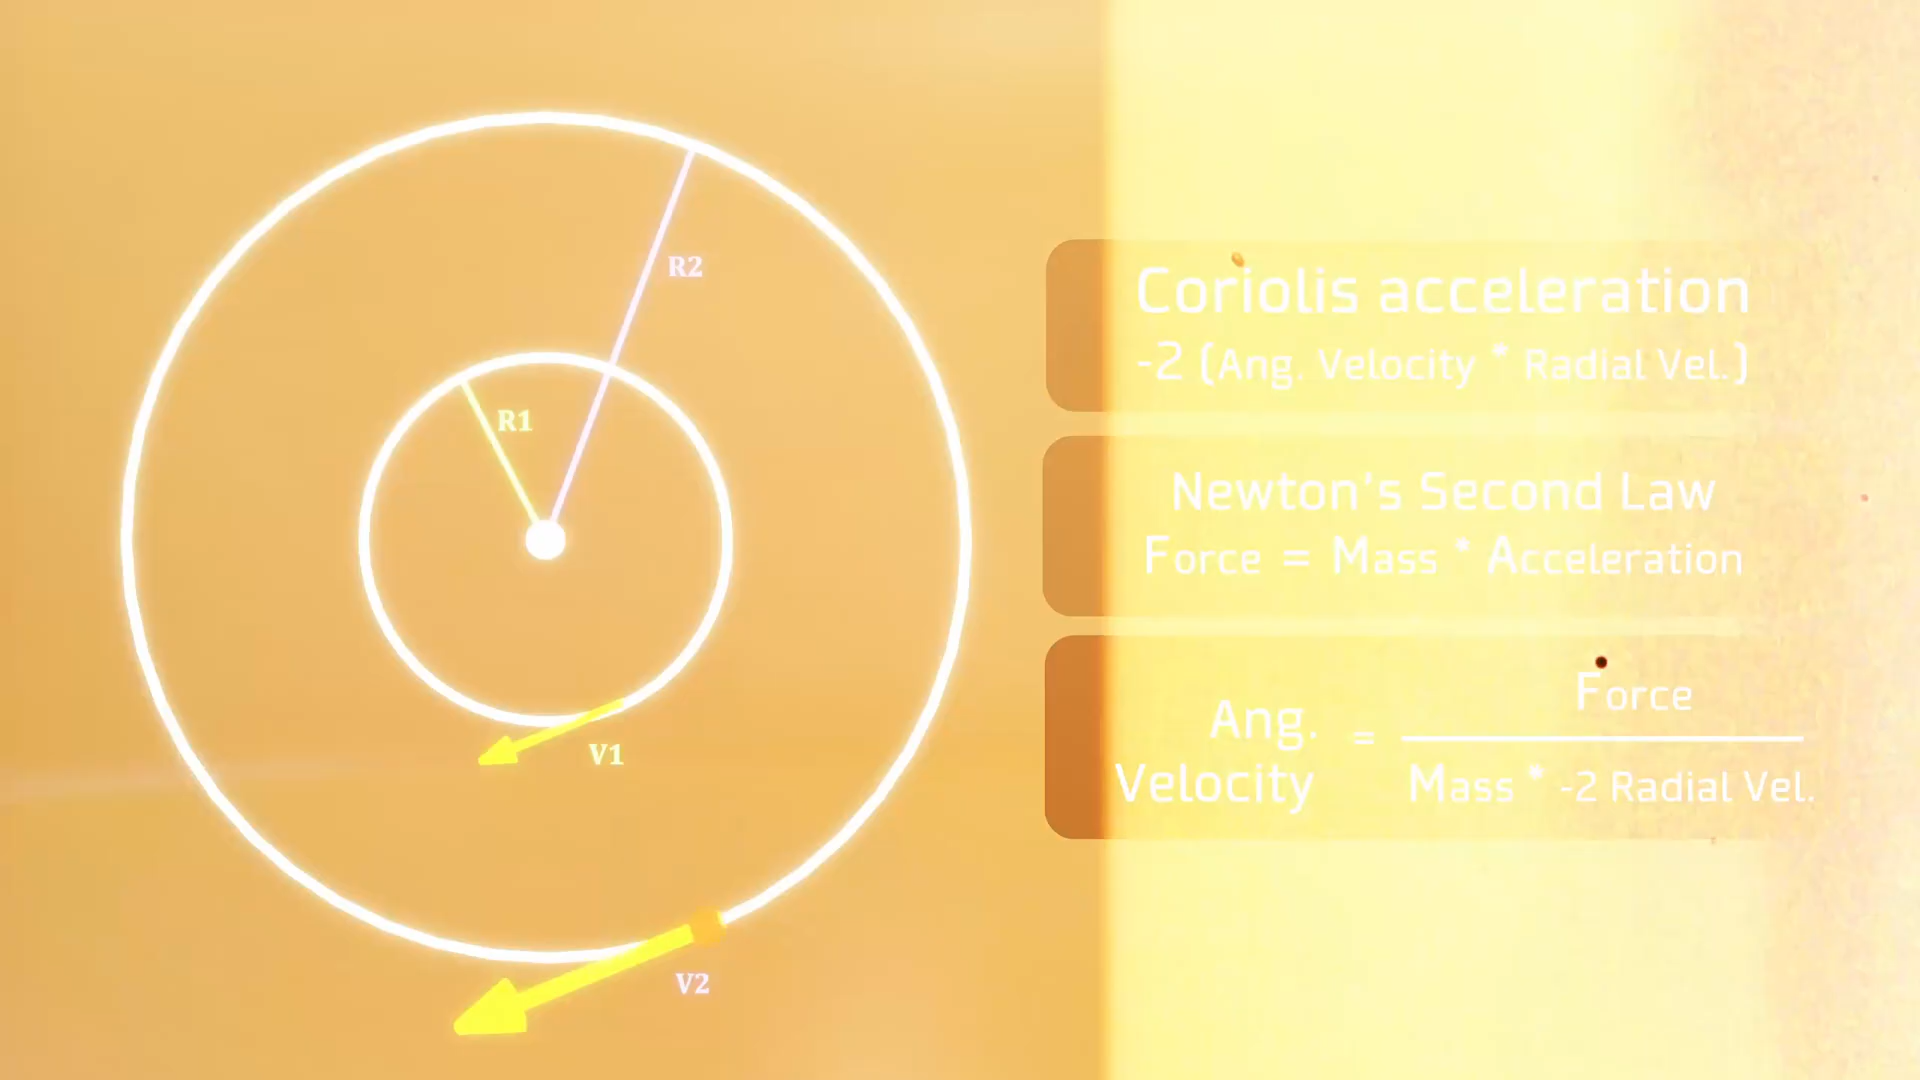 R2
R1
V1
V2
Coriolis acceleration
-2 (Ang. Velocity * Radial Vel.)
Newton's Second Law
Force = Mass * Acceleration
Ang. Velocity = Force
Mass * -2 Radial Vel.